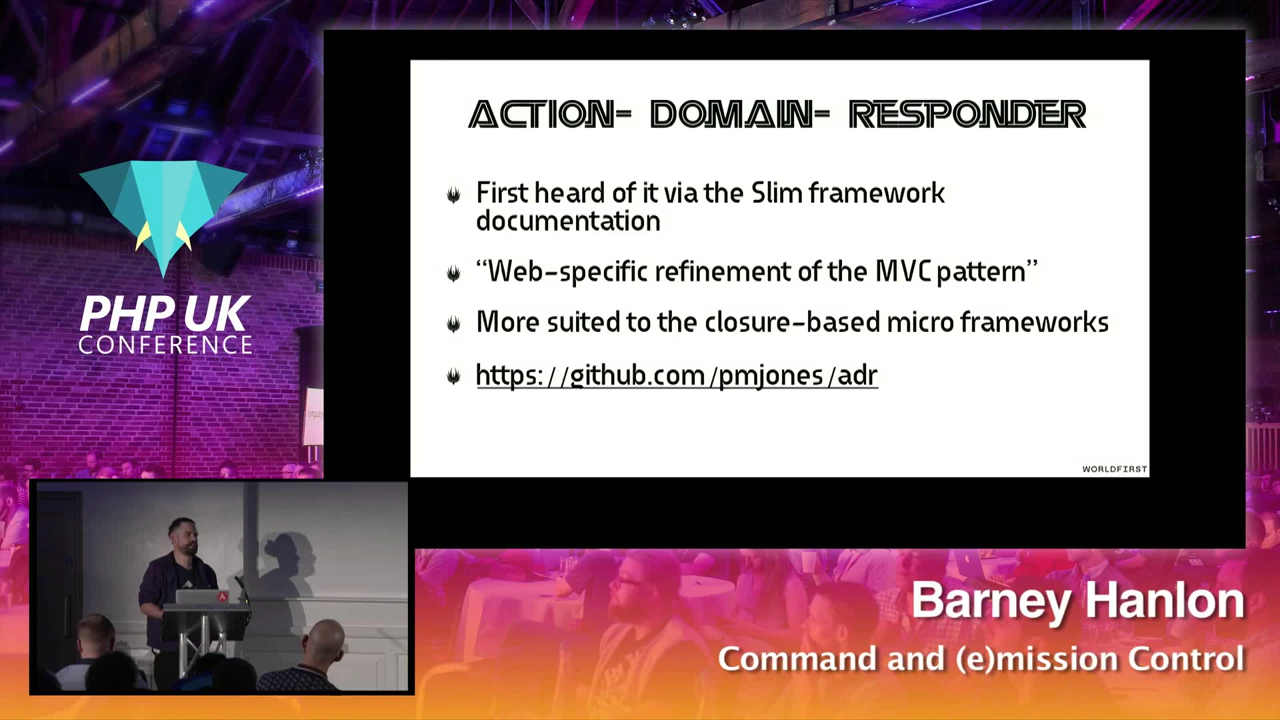 ACTION- DOMAIN- RESPONDER
First heard of it via the Slim framework
documentation
“Web-specific refinement of the MVC pattern”
More suited to the closure-based micro frameworks
https://github.com/pmjones/adr
WORLDFIRST
PHP UK
CONFERENCE
Barney Hanlon
Command and (e)mission Control